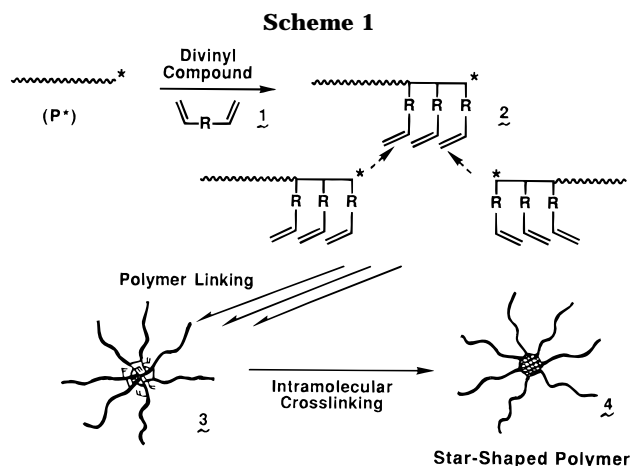 Scheme 1
Divinyl
Compound
*
(P*)
R
1
*
R R R
2
*
R R R
*
R R R
Polymer Linking
3
Intramolecular
Crosslinking
4
Star-Shaped Polymer